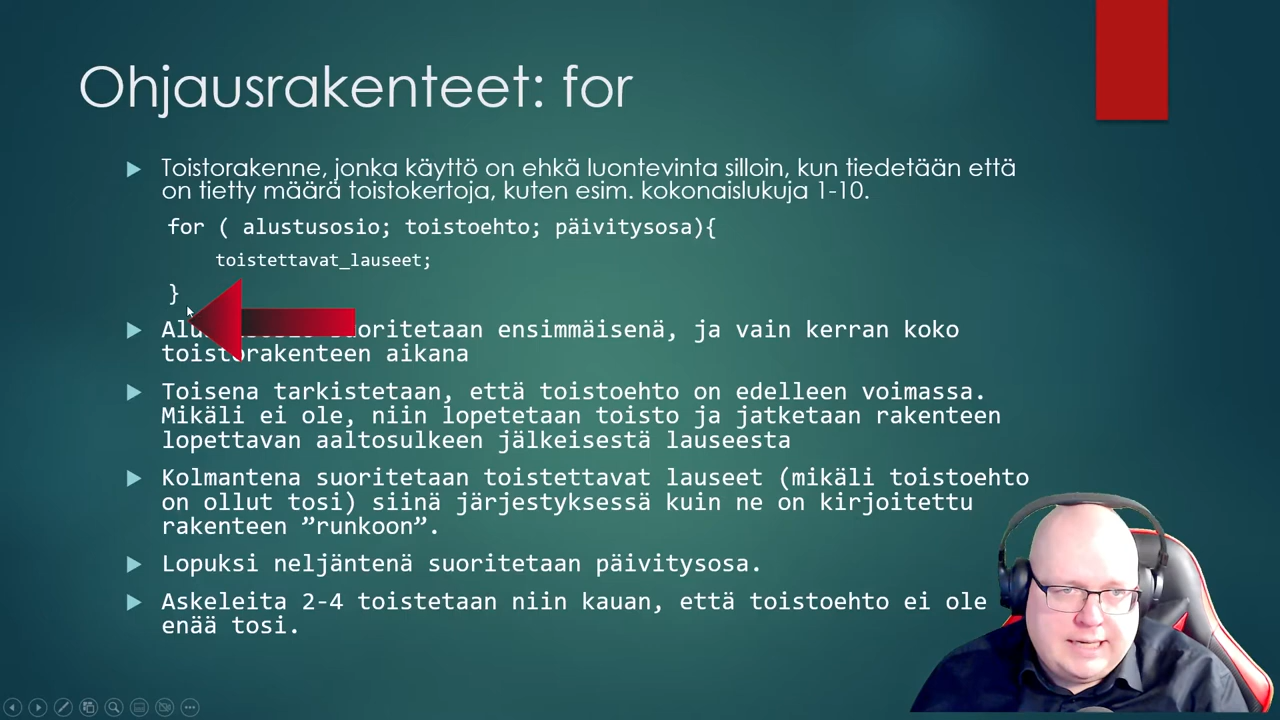 Ohjausrakenteet: for
Toistorakenne, jonka käyttö on ehkä luontevinta silloin, kun tiedetään että
on tietty määrä toistokertoja, kuten esim. kokonaislukuja 1-10.
for ( alustusosio; toistoehto; päivitysosa){
toistettavat_lauseet;
}
suoritetaan ensimmäisenä, ja vain kerran koko
toistorakenteen aikana
Toisena tarkistetaan, että toistoehto on edelleen voimassa.
Mikäli ei ole, niin lopetetaan toisto ja jatketaan rakenteen
lopettavan aaltosulkeen jälkeisestä lauseesta
Kolmantena suoritetaan toistettavat lauseet (mikäli toistoehto
on ollut tosi) siinä järjestyksessä kuin ne on kirjoitettu
rakenteen ”runkoon”.
Lopuksi neljäntenä suoritetaan päivitysosa.
Askeleita 2-4 toistetaan niin kauan, että toistoehto ei ole
enää tosi.